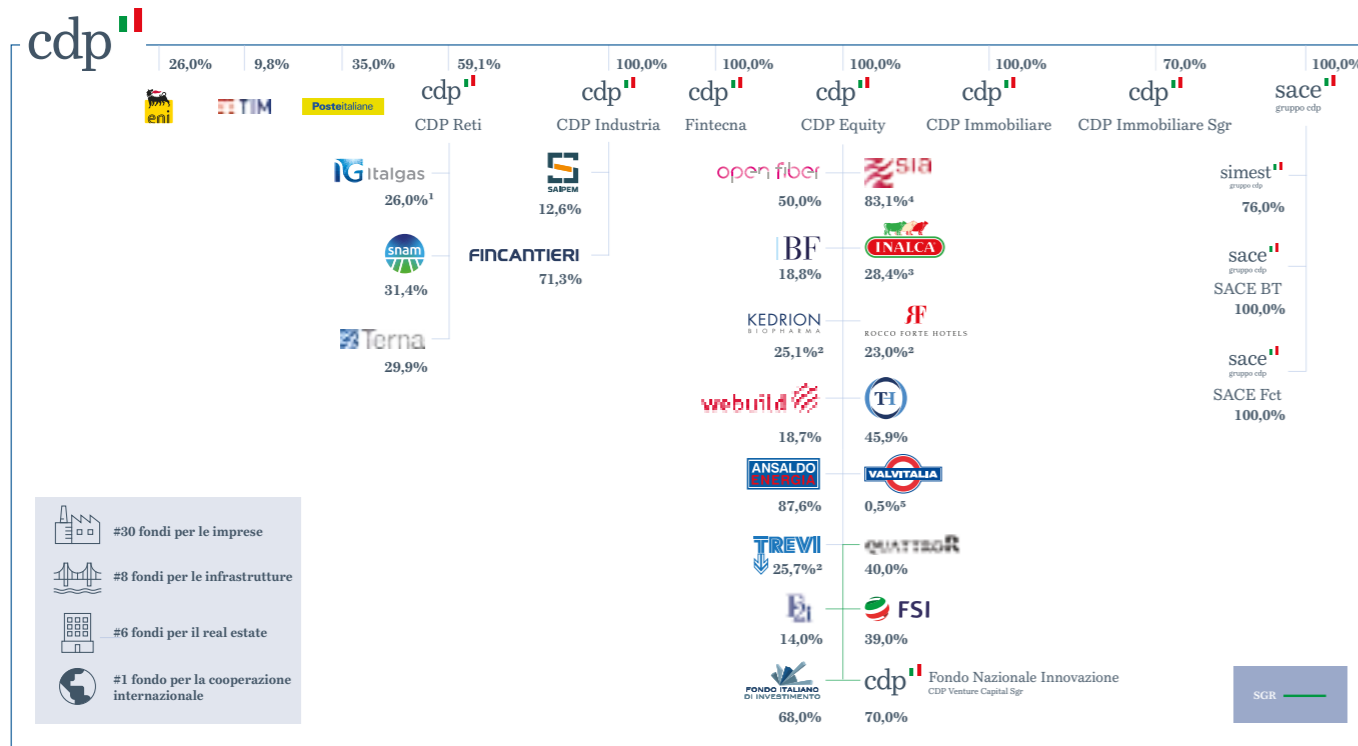 cdp
26,0%
9,8%
35,0%
59,1%
100,0%
100,0%
100,0%
100,0%
70,0%
100,0%
eni
TIM
Posteitaliane
cdp
CDP Reti
cdp
CDP Industria
cdp
Fintecna
cdp
CDP Equity
cdp
CDP Immobiliare
cdp
CDP Immobiliare Sgr
sace
gruppo cdp
IG Italgas
26,0%¹
snam
31,4%
Terna
29,9%
SAIPEM
12,6%
FINCANTIERI
71,3%
open fiber
50,0%
sia
83,1%⁴
BF
18,8%
INALCA
28,4%³
KEDRION
BIOPHARMA
25,1%²
RF
ROCCO FORTE HOTELS
23,0%²
webuild
18,7%
TH
45,9%
ANSALDO
ENERGIA
87,6%
VALVITALIA
0,5%⁵
TREVI
25,7%²
QUATTROR
40,0%
F2i
14,0%
FSI
39,0%
FONDO ITALIANO
DI INVESTIMENTO
68,0%
cdp
Fondo Nazionale Innovazione
CDP Venture Capital Sgr
70,0%
simest
gruppo cdp
76,0%
sace
gruppo cdp
SACE BT
100,0%
sace
gruppo cdp
SACE Fct
100,0%
#30 fondi per le imprese
#8 fondi per le infrastrutture
#6 fondi per il real estate
#1 fondo per la cooperazione
internazionale
SGR